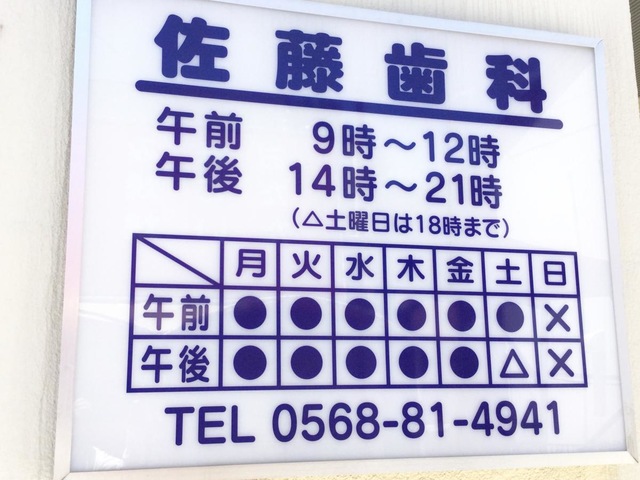 佐藤歯科
午前 9時～12時
午後 14時～21時
(△土曜日は18時まで)
月 火 水 木 金 土 日
午前 ● ● ● ● ● ● ×
午後 ● ● ● ● ● △ ×
TEL 0568-81-4941